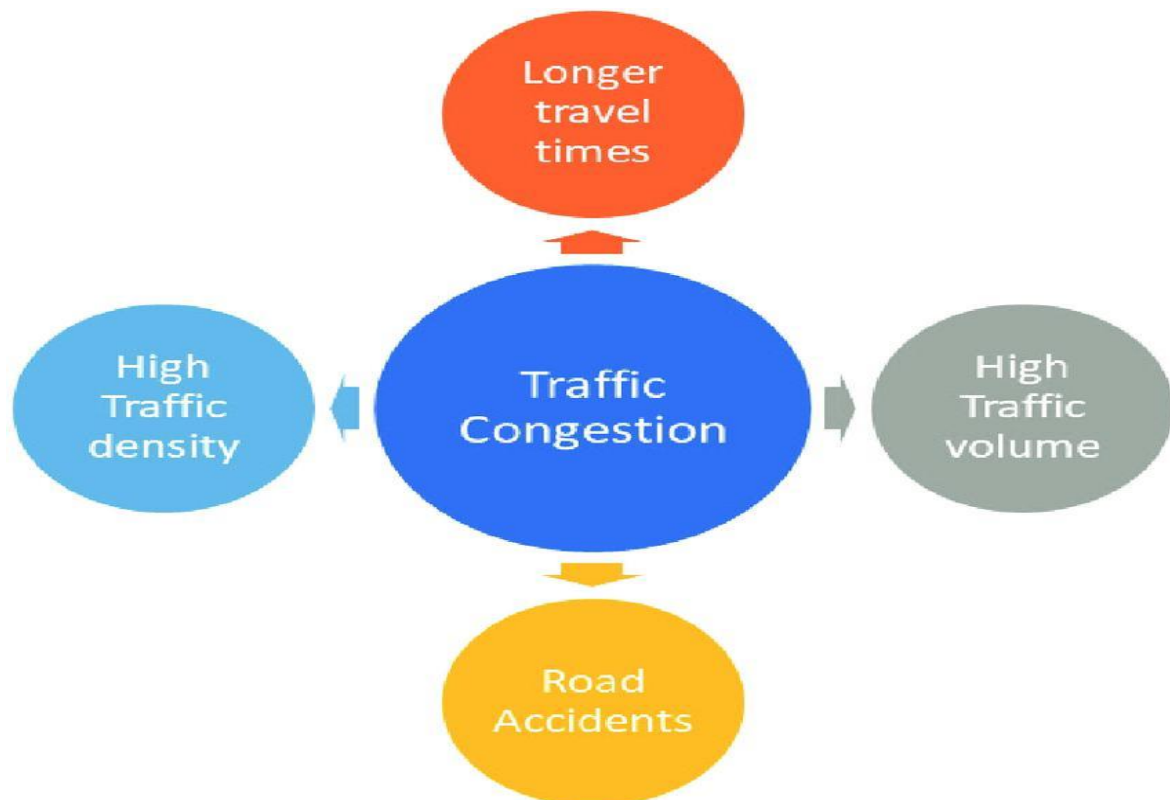 Longer
travel
times
High
Traffic
density
Traffic
Congestion
High
Traffic
volume
Road
Accidents